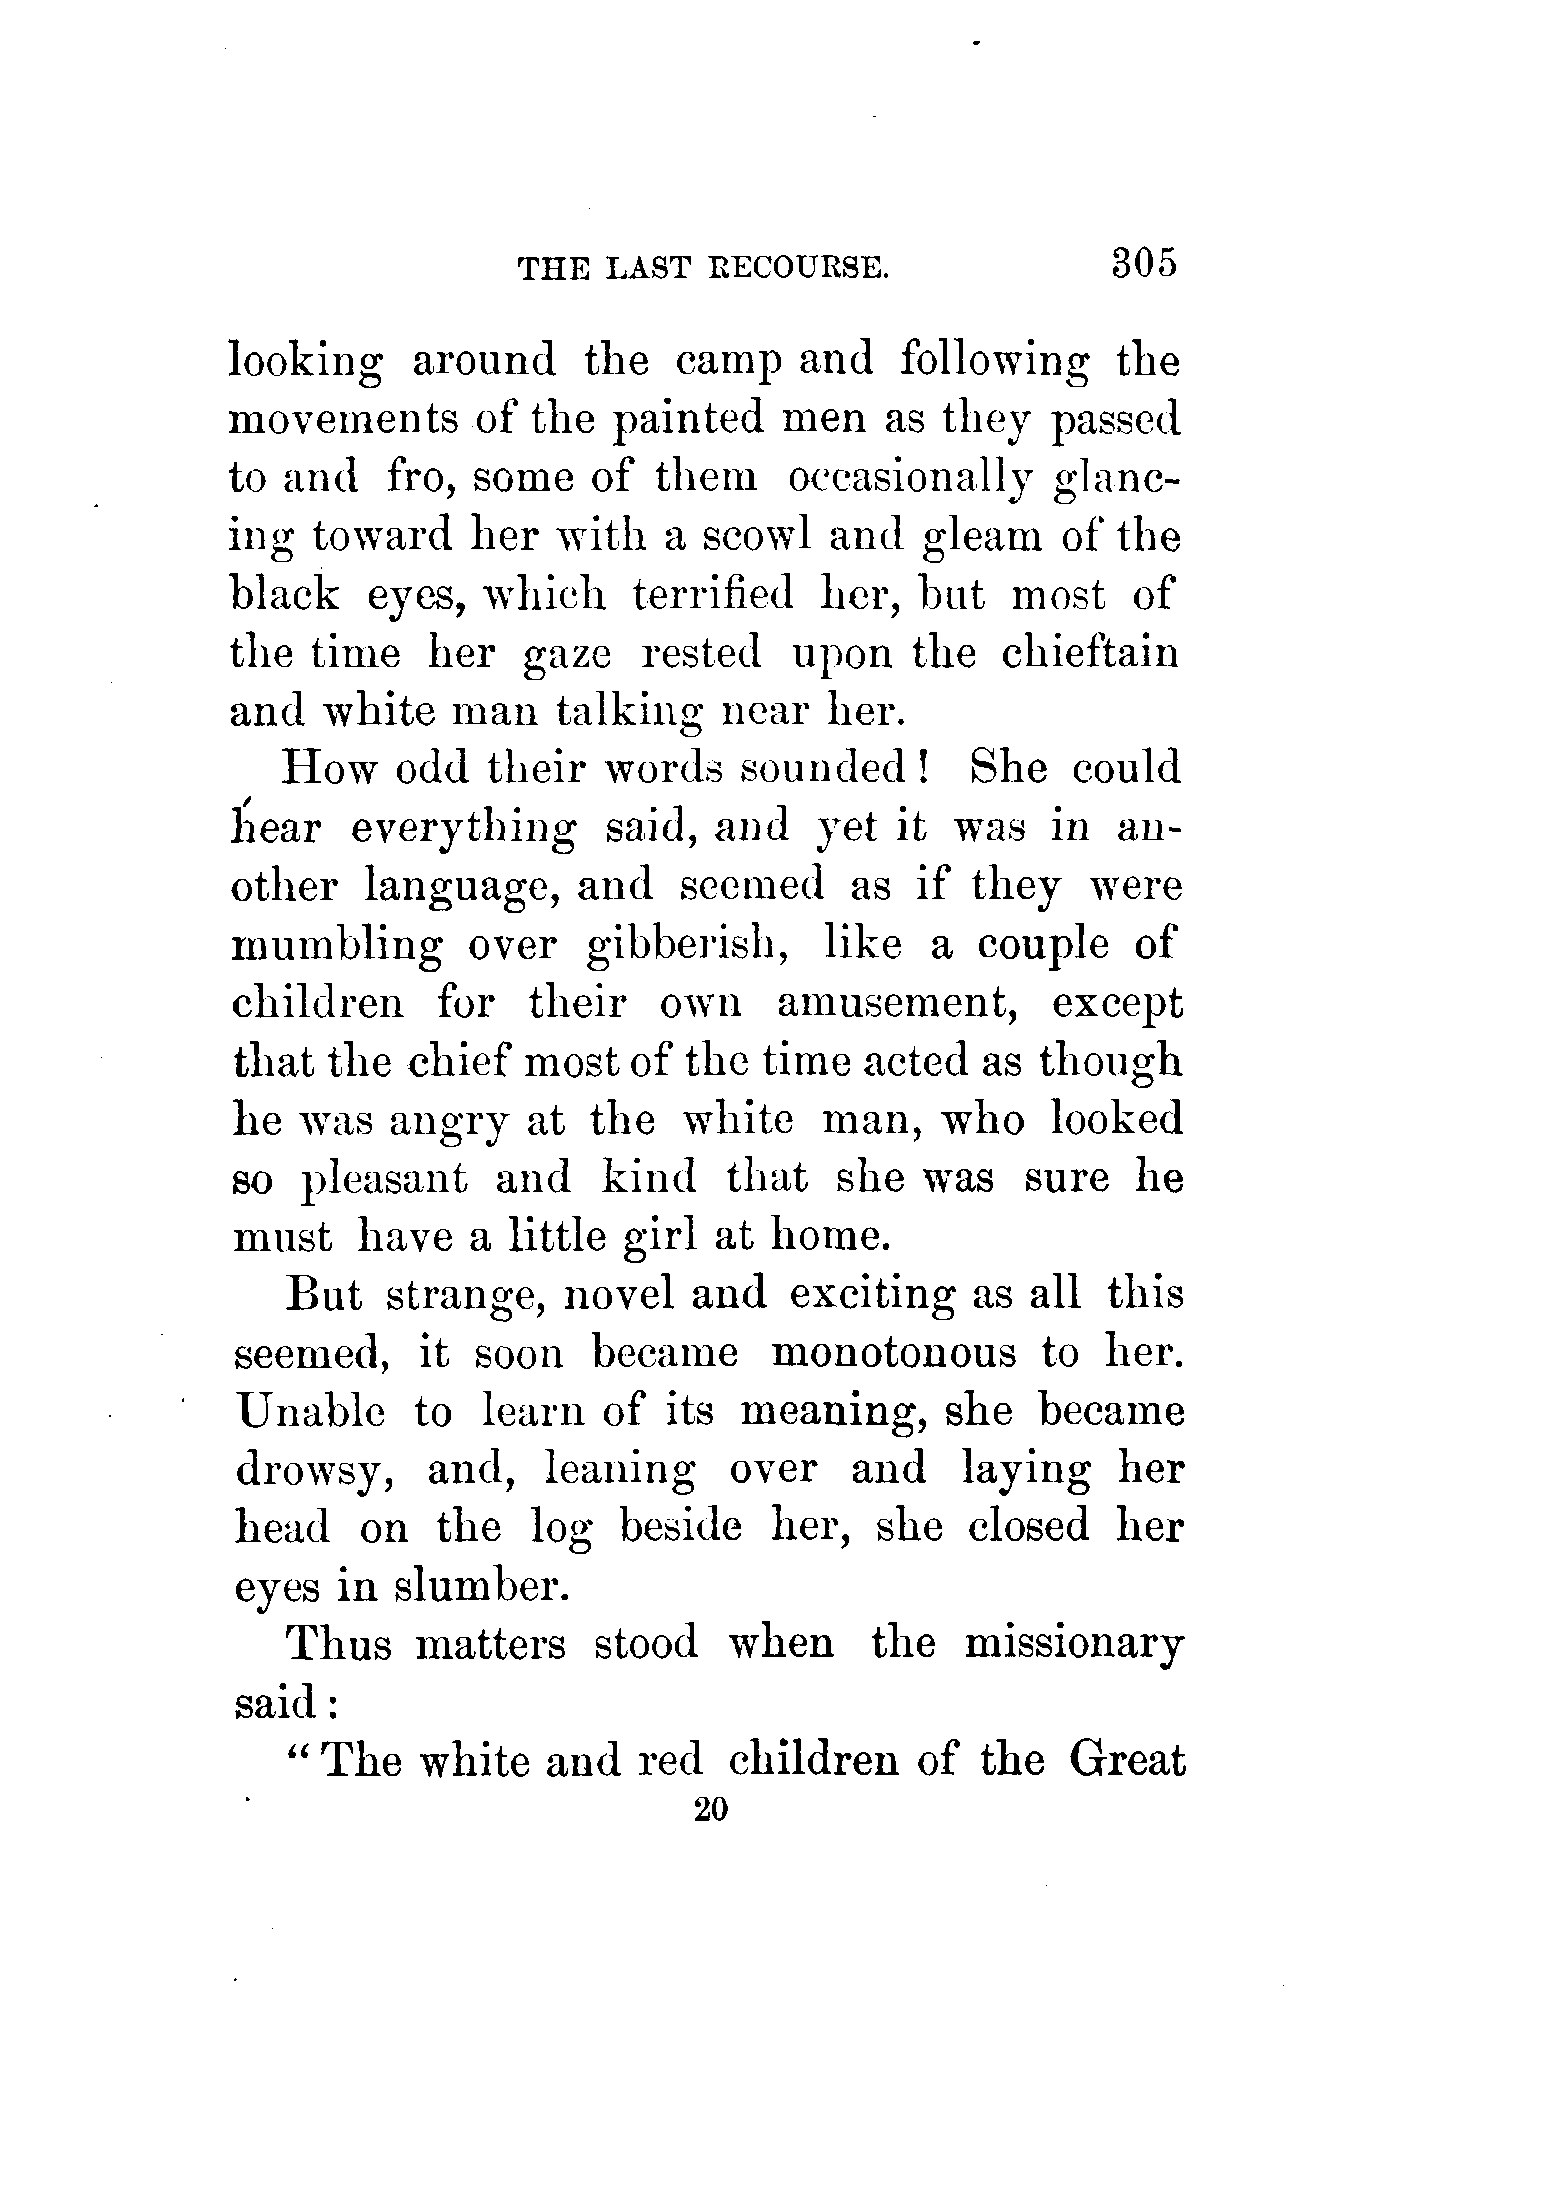 THE LAST RECOURSE. 305
looking around the camp and following the
movements of the painted men as they passed
to and fro, some of them occasionally glanc-
ing toward her with a scowl and gleam of the
black eyes, which terrified her, but most of
the time her gaze rested upon the chieftain
and white man talking near her.
How odd their words sounded! She could
hear everything said, and yet it was in an-
other language, and seemed as if they were
mumbling over gibberish, like a couple of
children for their own amusement, except
that the chief most of the time acted as though
he was angry at the white man, who looked
so pleasant and kind that she was sure he
must have a little girl at home.
But strange, novel and exciting as all this
seemed, it soon became monotonous to her.
Unable to learn of its meaning, she became
drowsy, and, leaning over and laying her
head on the log beside her, she closed her
eyes in slumber.
Thus matters stood when the missionary
said:
"The white and red children of the Great
20